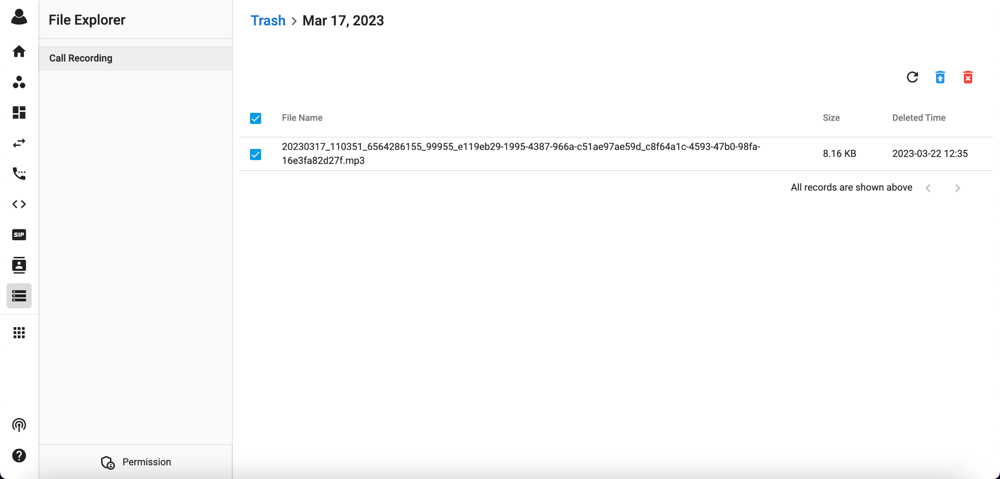 File Explorer
Trash > Mar 17, 2023
Call Recording
File Name Size Deleted Time
20230317_110351_6564286155_99955_e119eb29-1995-4387-966a-c51ae97ae59d_c8f64a1c-4593-47b0-98fa-
16e3fa82d27f.mp3
8.16 KB 2023-03-22 12:35
All records are shown above
SIP
Permission